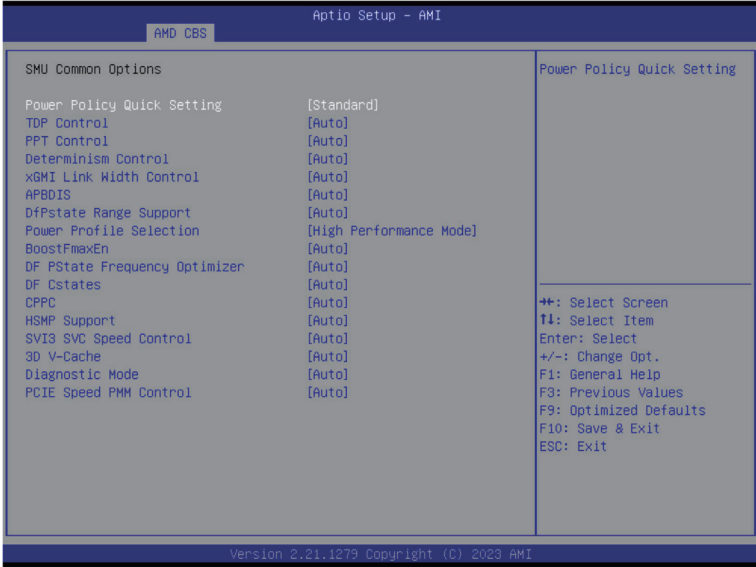 Aptio Setup – AMI
AMD CBS
SMU Common Options
Power Policy Quick Setting [Standard]
TDP Control [Auto]
PPT Control [Auto]
Determinism Control [Auto]
xGMI Link Width Control [Auto]
APBDIS [Auto]
DfPstate Range Support [Auto]
Power Profile Selection [High Performance Mode]
BoostFmaxEn [Auto]
DF PState Frequency Optimizer [Auto]
DF Cstates [Auto]
CPPC [Auto]
HSMP Support [Auto]
SVI3 SVC Speed Control [Auto]
3D V-Cache [Auto]
Diagnostic Mode [Auto]
PCIE Speed PMM Control [Auto]
Power Policy Quick Setting
→←: Select Screen
↑↓: Select Item
Enter: Select
+/-: Change Opt.
F1: General Help
F3: Previous Values
F9: Optimized Defaults
F10: Save & Exit
ESC: Exit
Version 2.21.1279 Copyright (C) 2023 AMI